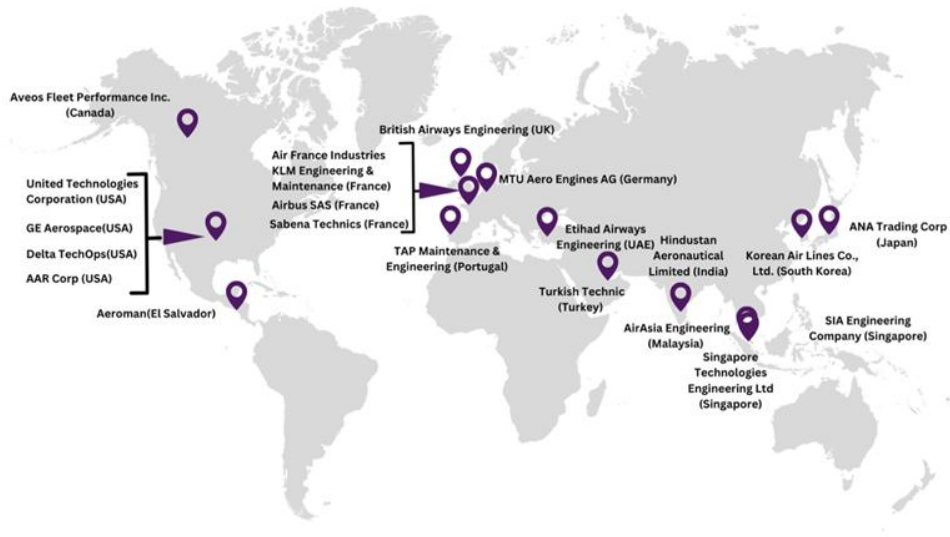 Aveos Fleet Performance Inc.
(Canada)
United Technologies
Corporation (USA)
GE Aerospace(USA)
Delta TechOps(USA)
AAR Corp (USA)
Aeroman(El Salvador)
British Airways Engineering (UK)
Air France Industries
KLM Engineering &
Maintenance (France)
Airbus SAS (France)
Sabena Technics (France)
MTU Aero Engines AG (Germany)
TAP Maintenance &
Engineering (Portugal)
Etihad Airways
Engineering (UAE)
Turkish Technic
(Turkey)
Hindustan
Aeronautical
Limited (India)
AirAsia Engineering
(Malaysia)
Singapore
Technologies
Engineering Ltd
(Singapore)
Korean Air Lines Co.,
Ltd. (South Korea)
ANA Trading Corp
(Japan)
SIA Engineering
Company (Singapore)